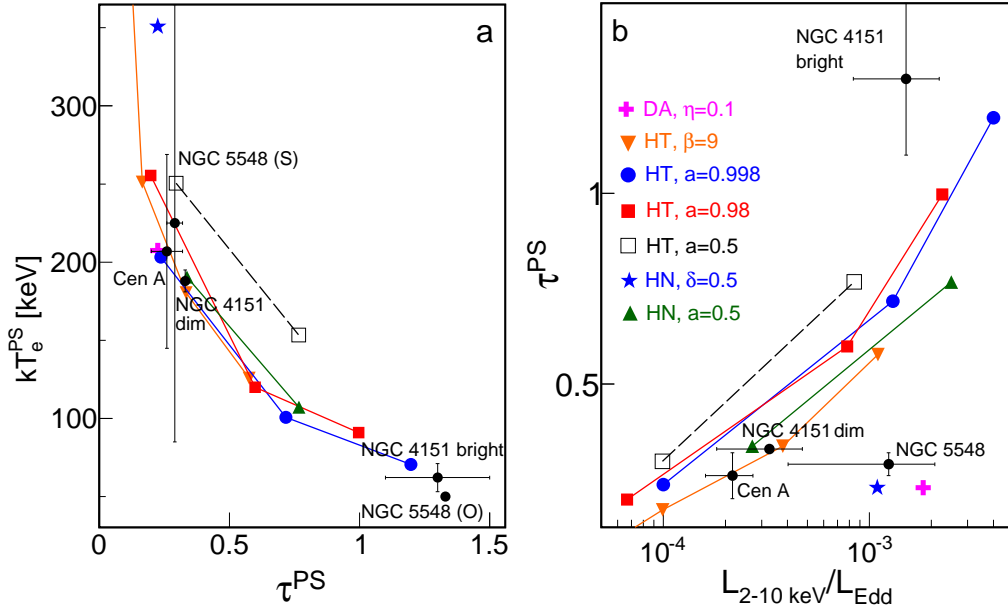 a
kT_e^PS [keV]
300
200
100
NGC 5548 (S)
Cen A
NGC 4151
dim
NGC 4151 bright
NGC 5548 (O)
0 0.5 1 1.5
τ^PS
b
NGC 4151
bright
DA, η=0.1
HT, β=9
HT, a=0.998
HT, a=0.98
HT, a=0.5
HN, δ=0.5
HN, a=0.5
τ^PS
1
0.5
NGC 4151 dim
NGC 5548
Cen A
10^-4 10^-3
L_2-10 keV/L_Edd